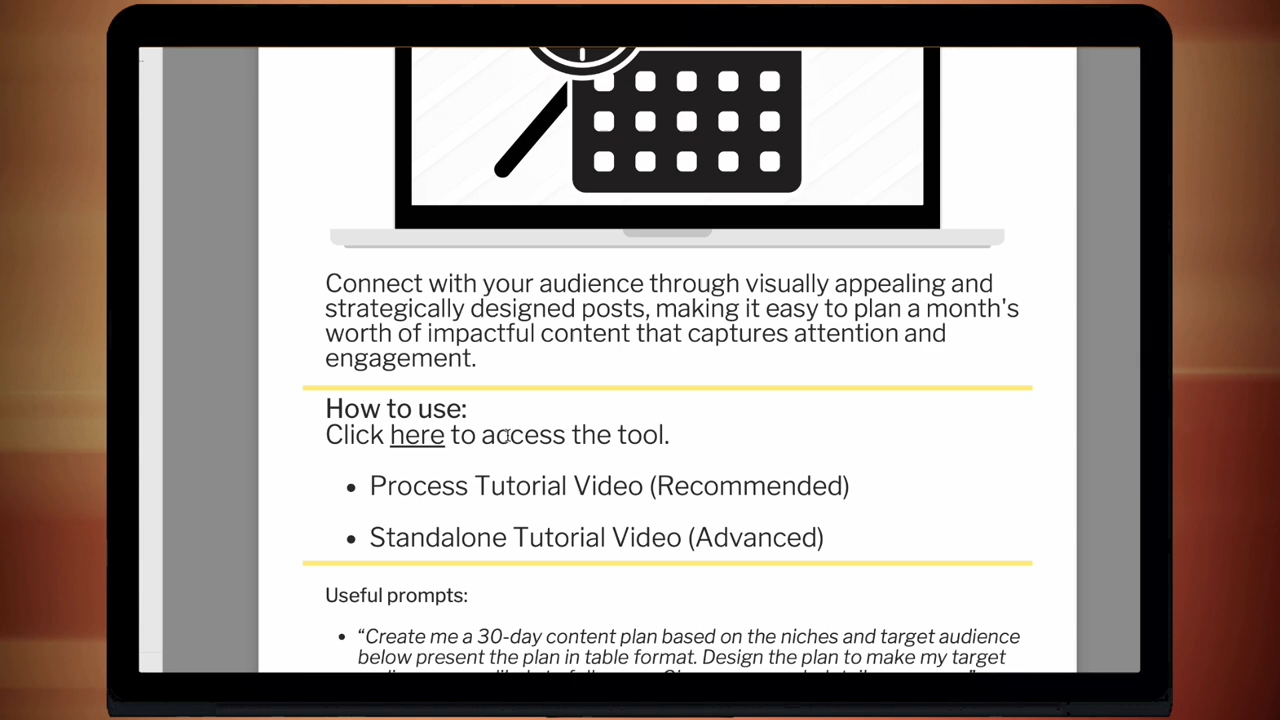 Connect with your audience through visually appealing and
strategically designed posts, making it easy to plan a month's
worth of impactful content that captures attention and
engagement.
How to use:
Click here to access the tool.
• Process Tutorial Video (Recommended)
• Standalone Tutorial Video (Advanced)
Useful prompts:
• “Create me a 30-day content plan based on the niches and target audience
below present the plan in table format. Design the plan to make my target